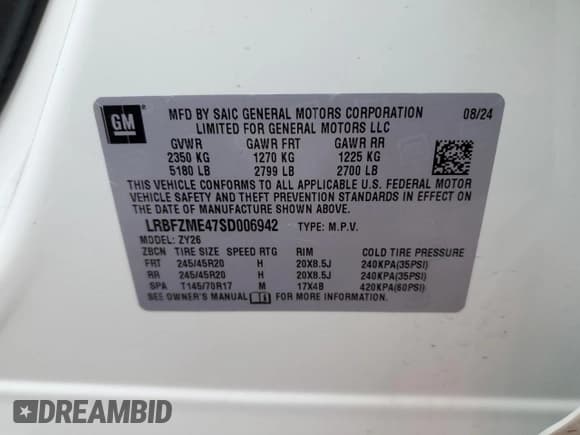 GM
MFD BY SAIC GENERAL MOTORS CORPORATION 08/24
LIMITED FOR GENERAL MOTORS LLC
GVWR GAWR FRT GAWR RR
2350 KG 1270 KG 1225 KG
5180 LB 2799 LB 2700 LB
THIS VEHICLE CONFORMS TO ALL APPLICABLE U.S. FEDERAL MOTOR
VEHICLE SAFETY AND THEFT PREVENTION STANDARDS IN EFFECT ON
THE DATE OF MANUFACTURE SHOWN ABOVE.
LRBFZME47SD006942 TYPE: M.P.V.
MODEL: ZY26
ZBCN TIRE SIZE SPEED RTG RIM COLD TIRE PRESSURE
FRT 245/45R20 H 20X8.5J 240KPA(35PSI)
RR 245/45R20 H 20X8.5J 240KPA(35PSI)
SPA T145/70R17 M 17X4B 420KPA(60PSI)
SEE OWNER'S MANUAL FOR MORE INFORMATION.
DREAMBID